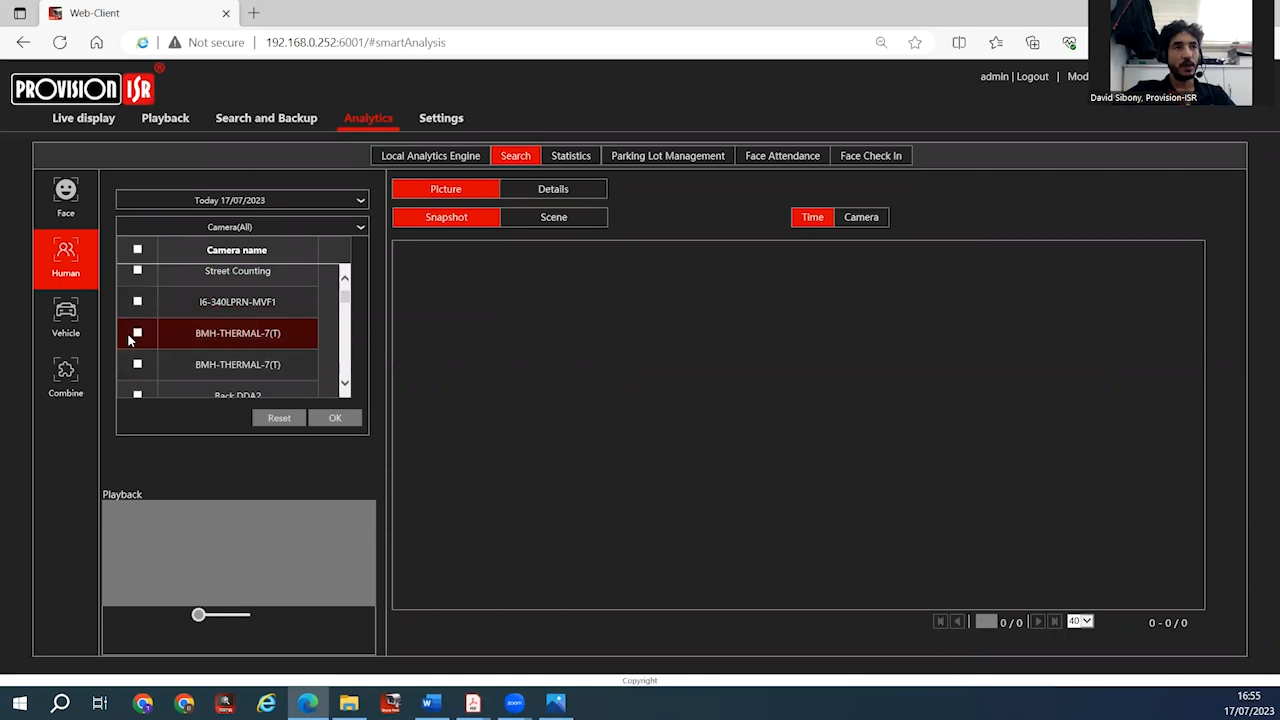 Web-Client
Not secure
192.168.0.252:6001/#smartAnalysis
PROVISION ISR ®
admin | Logout | Mod
David Sibony, Provision-ISR
Live display
Playback
Search and Backup
Analytics
Settings
Local Analytics Engine
Search
Statistics
Parking Lot Management
Face Attendance
Face Check In
Face
Human
Vehicle
Combine
Today 17/07/2023
Camera(All)
Camera name
Street Counting
I6-340LPRN-MVF1
BMH-THERMAL-7(T)
BMH-THERMAL-7(T)
Back DDA2
Reset
OK
Playback
Picture
Details
Snapshot
Scene
Time
Camera
0 / 0
40
0 - 0 / 0
Copyright
zoom
16:55
17/07/2023